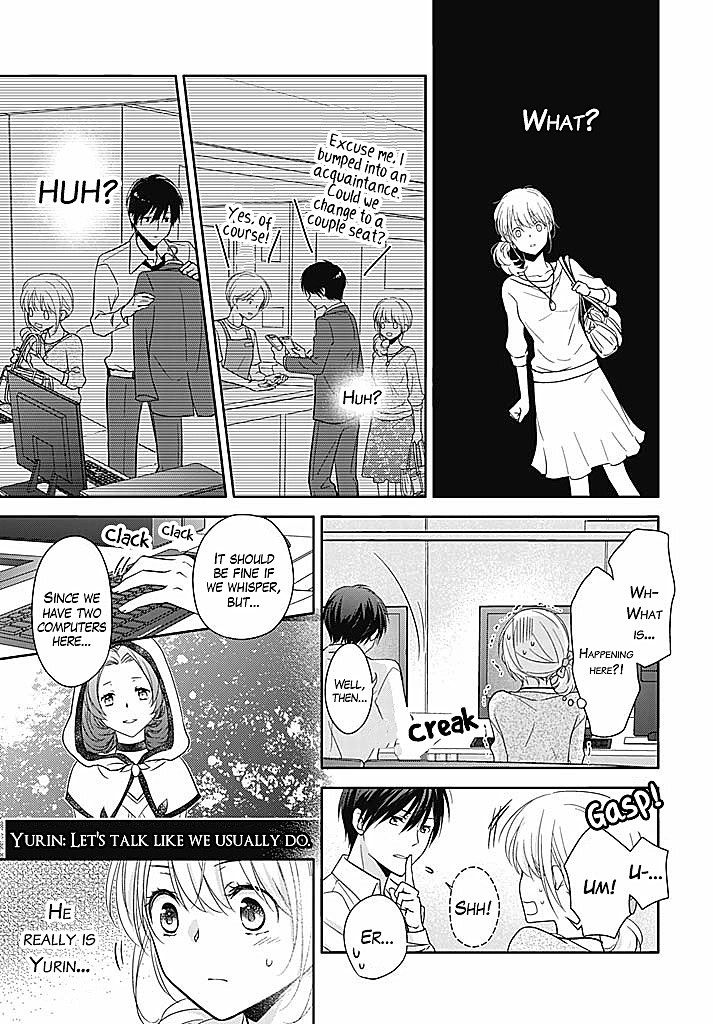 What?
Excuse me, I
bumped into an
acquaintance.
Could we
change to a
couple seat?
Yes, of
course!
Huh?
HUH?
Wh-
What
is...
Happening
here?!
Well,
then...
creak
Gasp!
U-...
Um!
Shh!
Er...
It should
be fine if
we whisper,
but...
clack
clack
Since
we have two
computers
here...
Yurin: Let's talk like we usually do.
He
really is
Yurin...